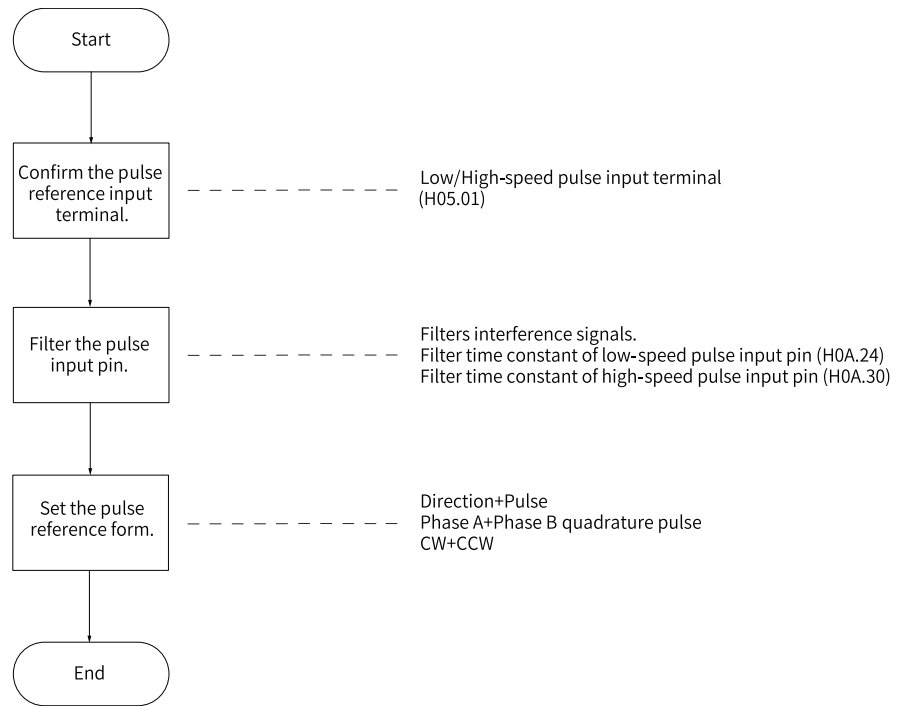 Start
Confirm the pulse
reference input
terminal.
Low/High-speed pulse input terminal
(H05.01)
Filter the pulse
input pin.
Filters interference signals.
Filter time constant of low-speed pulse input pin (H0A.24)
Filter time constant of high-speed pulse input pin (H0A.30)
Set the pulse
reference form.
Direction+Pulse
Phase A+Phase B quadrature pulse
CW+CCW
End